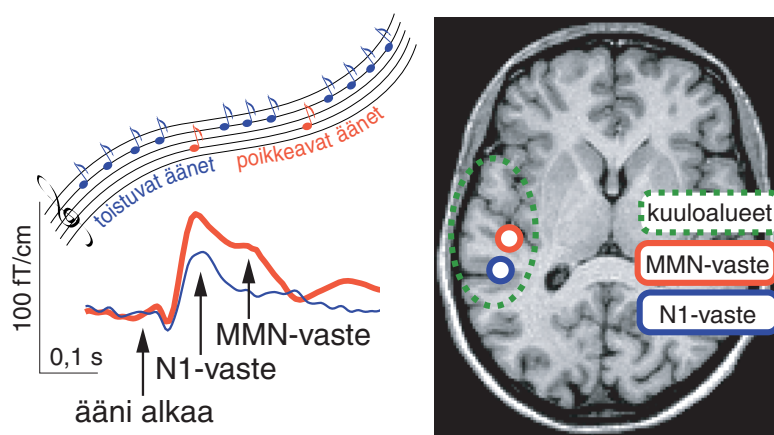 toistuvat äänet
poikkeavat äänet
100 fT/cm
0,1 s
MMN-vaste
N1-vaste
ääni alkaa
kuuloalueet
MMN-vaste
N1-vaste